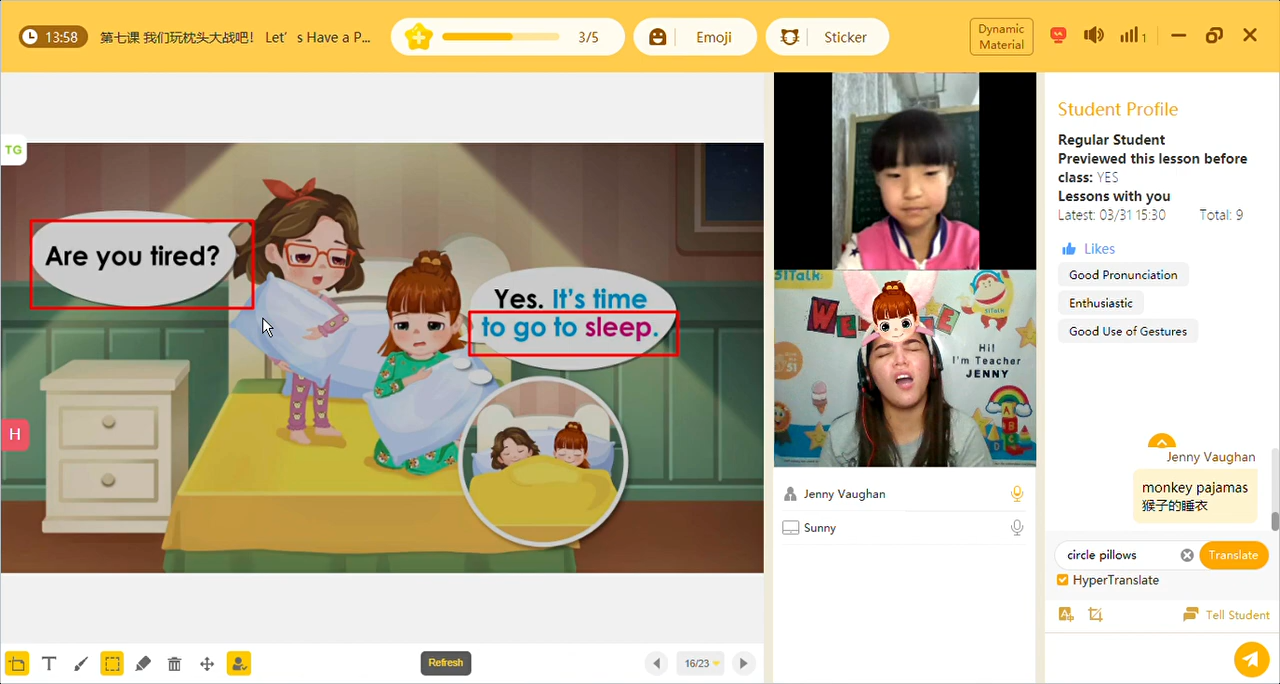 13:58
第七课 我们玩枕头大战吧! Let's Have a P...
3/5
Emoji
Sticker
Dynamic
Material
1
TG
Are you tired?
Yes. It's time
to go to sleep.
H
51Talk
WE
E
51Talk
51
Hi!
I'm Teacher
JENNY
A
B
Jenny Vaughan
Sunny
Student Profile
Regular Student
Previewed this lesson before
class: YES
Lessons with you
Latest: 03/31 15:30 Total: 9
Likes
Good Pronunciation
Enthusiastic
Good Use of Gestures
Jenny Vaughan
monkey pajamas
猴子的睡衣
circle pillows
Translate
HyperTranslate
Tell Student
T
Refresh
16/23